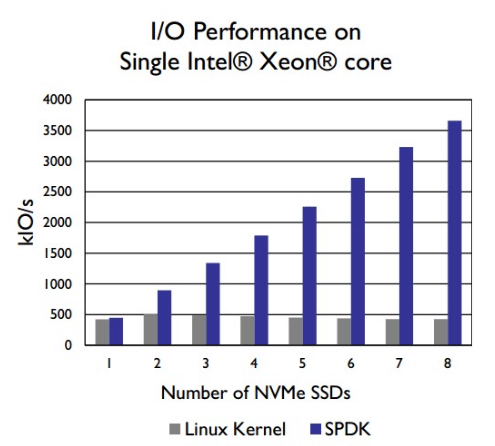 I/O Performance on
Single Intel® Xeon® core
4000
3500
3000
2500
2000
1500
1000
500
0
kIO/s
1 2 3 4 5 6 7 8
Number of NVMe SSDs
Linux Kernel SPDK